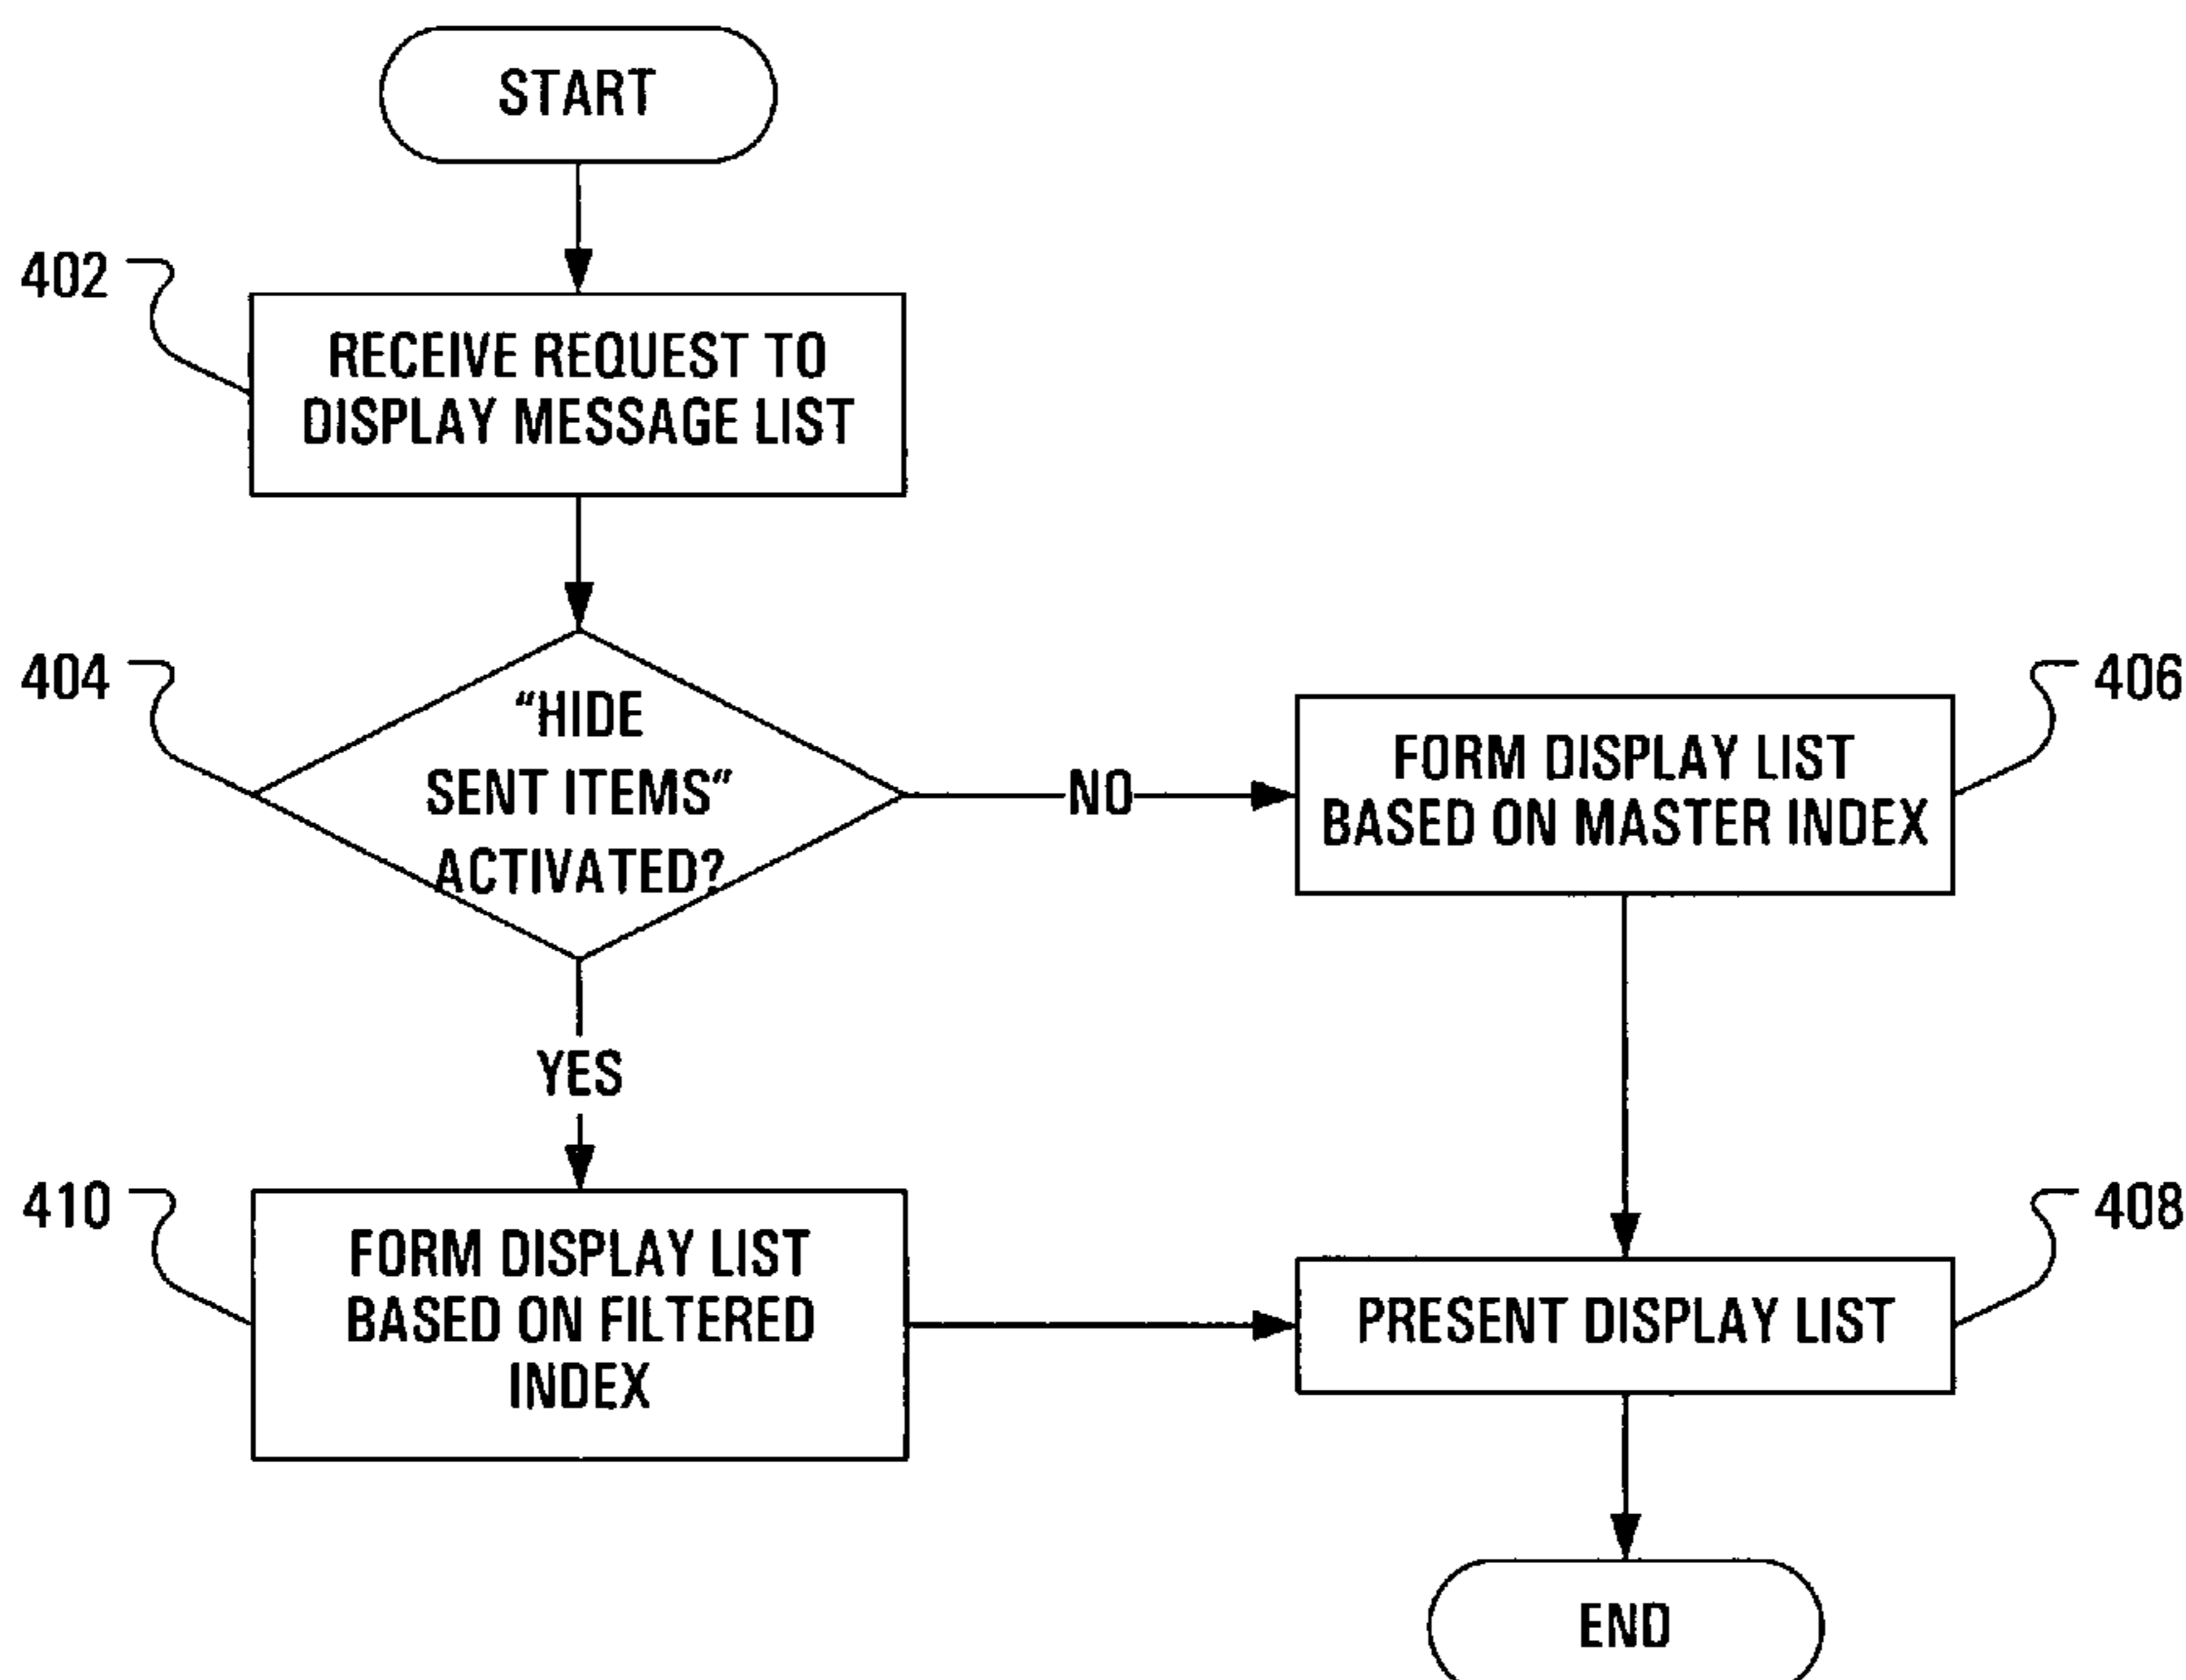 START
402
RECEIVE REQUEST TO
DISPLAY MESSAGE LIST
404
“HIDE
SENT ITEMS“
ACTIVATED?
NO
406
FORM DISPLAY LIST
BASED ON MASTER INDEX
YES
410
FORM DISPLAY LIST
BASED ON FILTERED
INDEX
408
PRESENT DISPLAY LIST
END